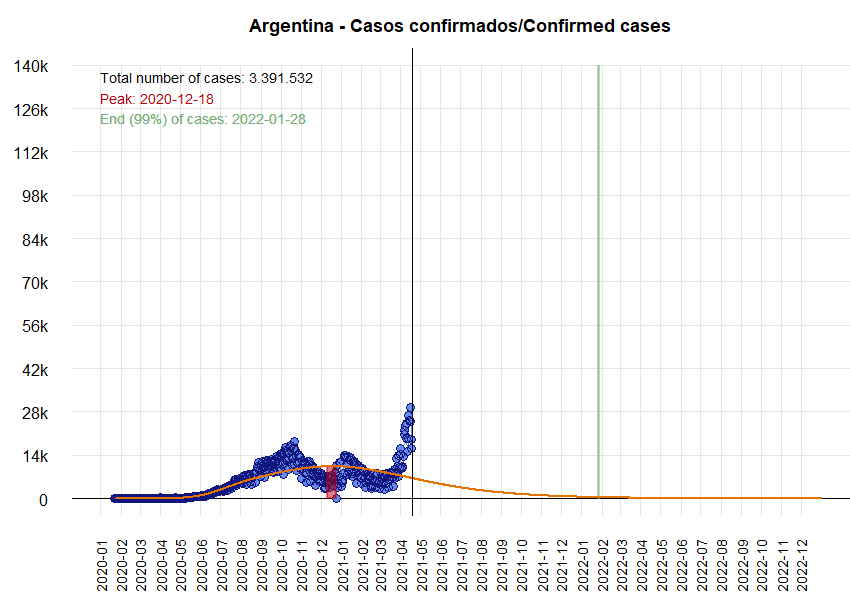 Argentina - Casos confirmados/Confirmed cases
140k
Total number of cases: 3.391.532
Peak: 2020-12-18
126k
End (99%) of cases: 2022-01-28
112k
98k
84k
70k
56k
42k
28k
14k
0
2020-01
2020-02
2020-03
2020-04
2020-05
2020-06
2020-07
2020-08
2020-09
2020-10
2020-11
2020-12
2021-01
2021-02
2021-03
2021-04
2021-05
2021-06
2021-07
2021-08
2021-09
2021-10
2021-11
2021-12
2022-01
2022-02
2022-03
2022-04
2022-05
2022-06
2022-07
2022-08
2022-09
2022-10
2022-11
2022-12